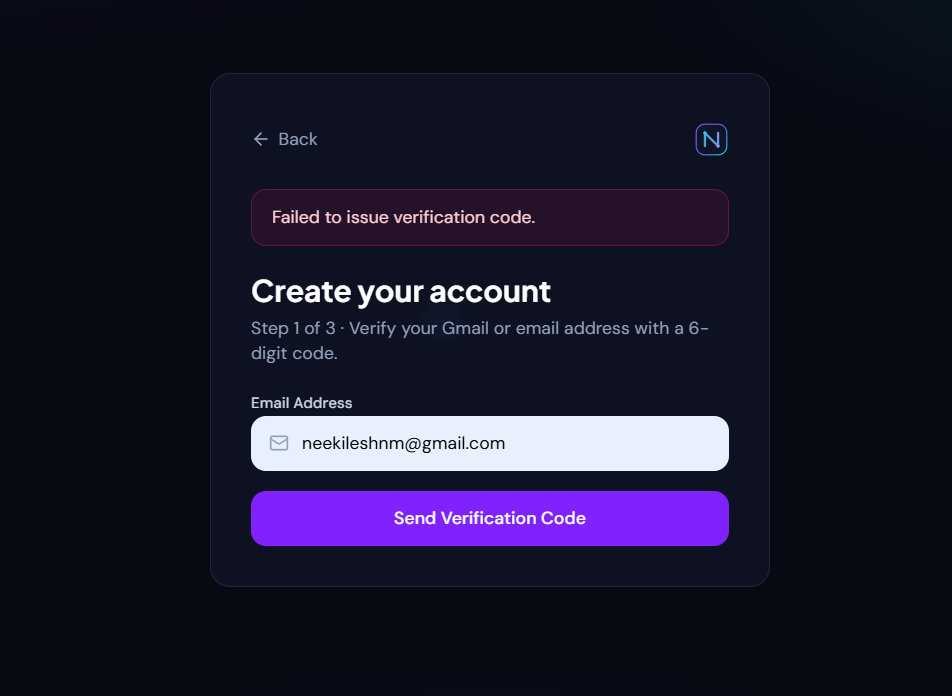 Back
Failed to issue verification code.
Create your account
Step 1 of 3 · Verify your Gmail or email address with a 6-
digit code.
Email Address
neekileshnm@gmail.com
Send Verification Code